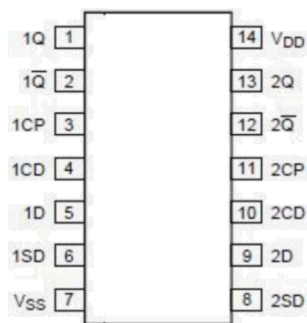 1Q 1 14 VDD
1Q̅ 2 13 2Q
1CP 3 12 2Q̅
1CD 4 11 2CP
1D 5 10 2CD
1SD 6 9 2D
VSS 7 8 2SD